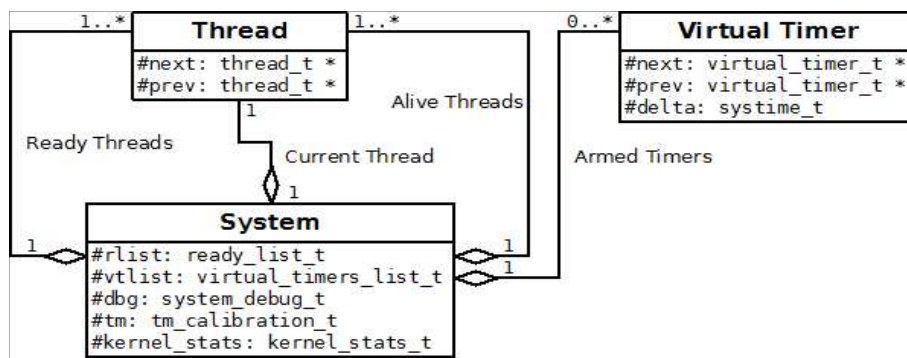 1..*
Thread
1..*
0..*
Virtual Timer
#next: thread_t *
#prev: thread_t *
#next: virtual_timer_t *
#prev: virtual_timer_t *
#delta: systime_t
1
Alive Threads
Ready Threads
Current Thread
Armed Timers
1
System
1
1
1
#rlist: ready_list_t
#vtlist: virtual_timers_list_t
#dbg: system_debug_t
#tm: tm_calibration_t
#kernel_stats: kernel_stats_t